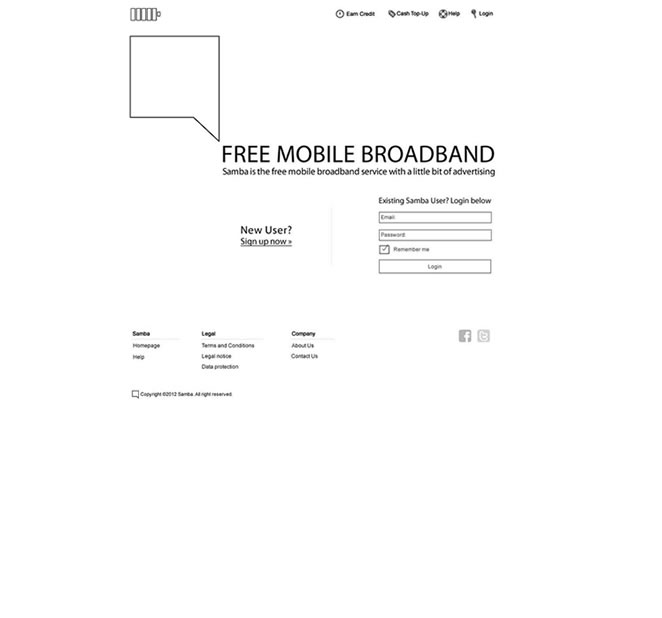 Earn Credit Cash Top-Up Help Login
FREE MOBILE BROADBAND
Samba is the free mobile broadband service with a little bit of advertising
Existing Samba User? Login below
Email:
New User?
Sign up now »
Password:
Remember me
Login
Samba Legal Company
Homepage Terms and Conditions About Us
Help Legal notice Contact Us
Data protection
Copyright ©2012 Samba. All right reserved.